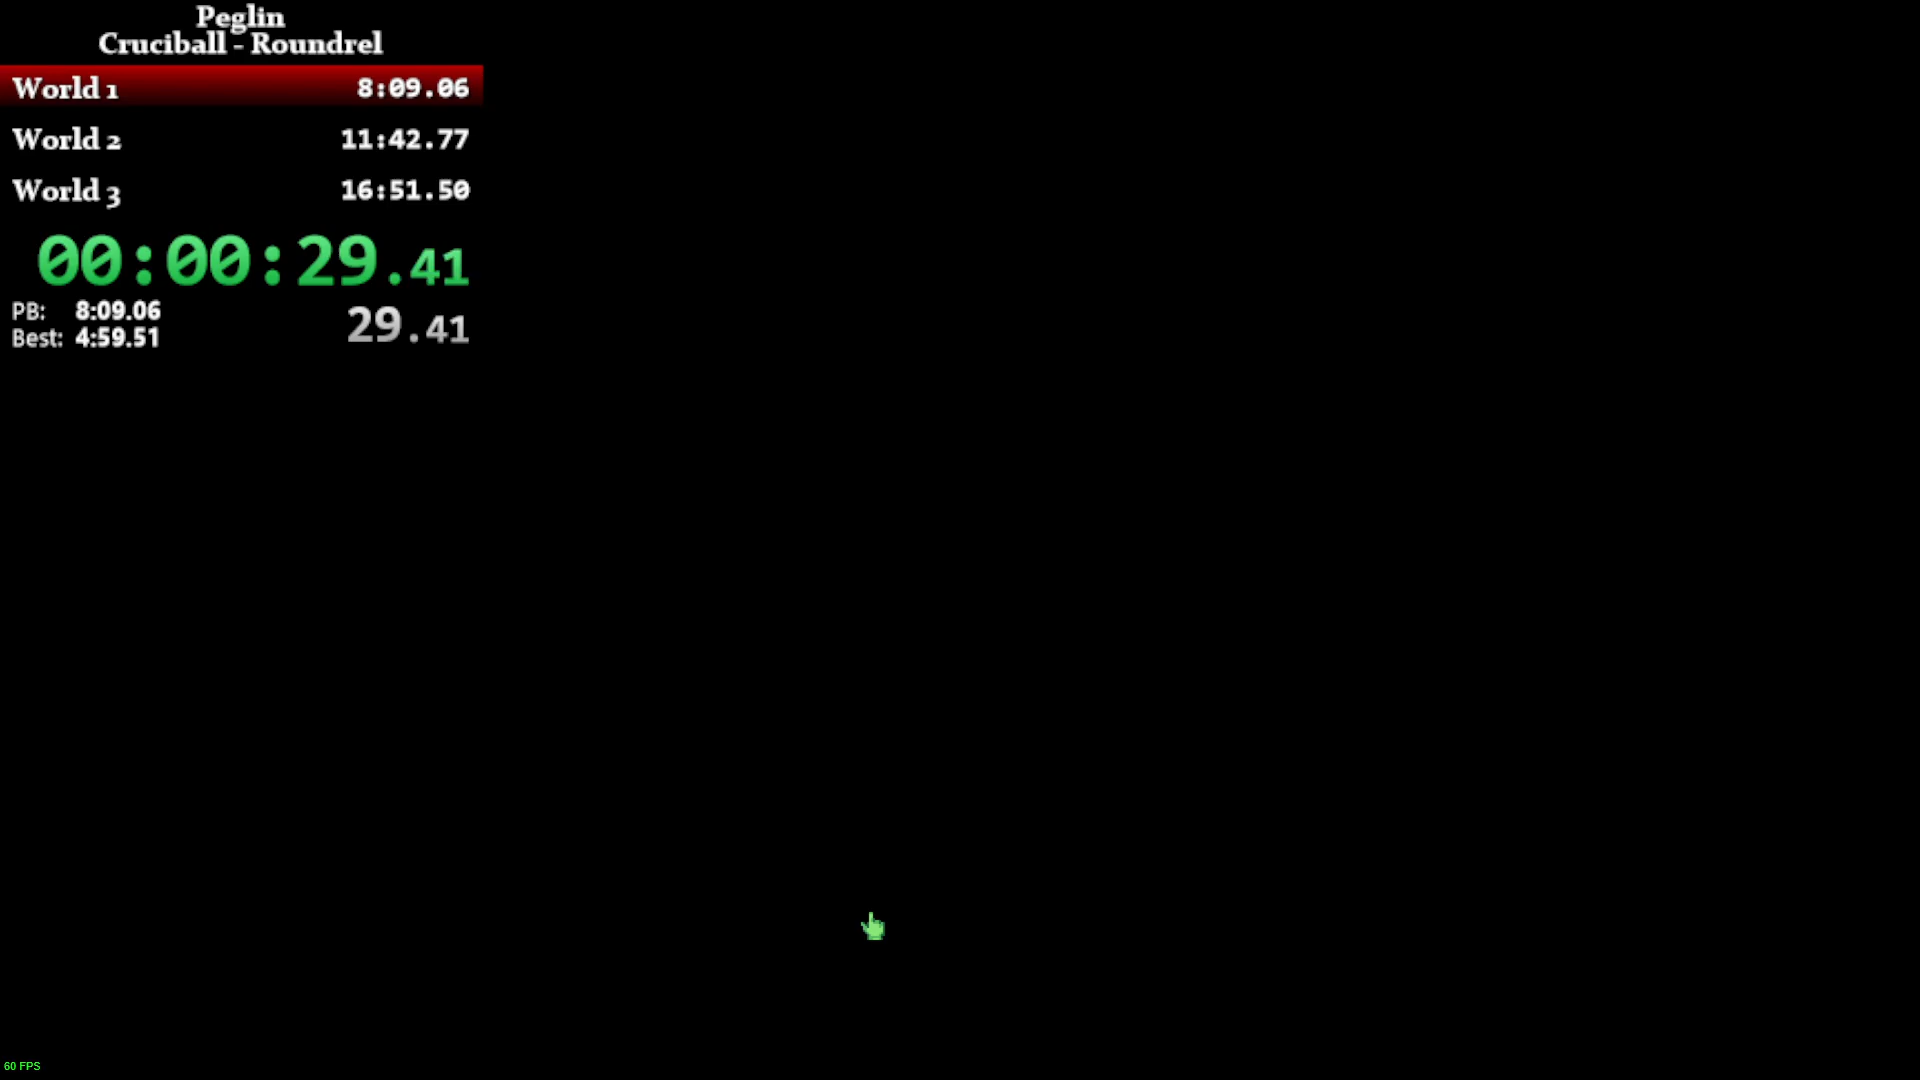 Peglin
Cruciball - Roundrel
World 1 8:09.06
World 2 11:42.77
World 3 16:51.50
00:00:29.41
PB: 8:09.06 29.41
Best: 4:59.51
60 FPS